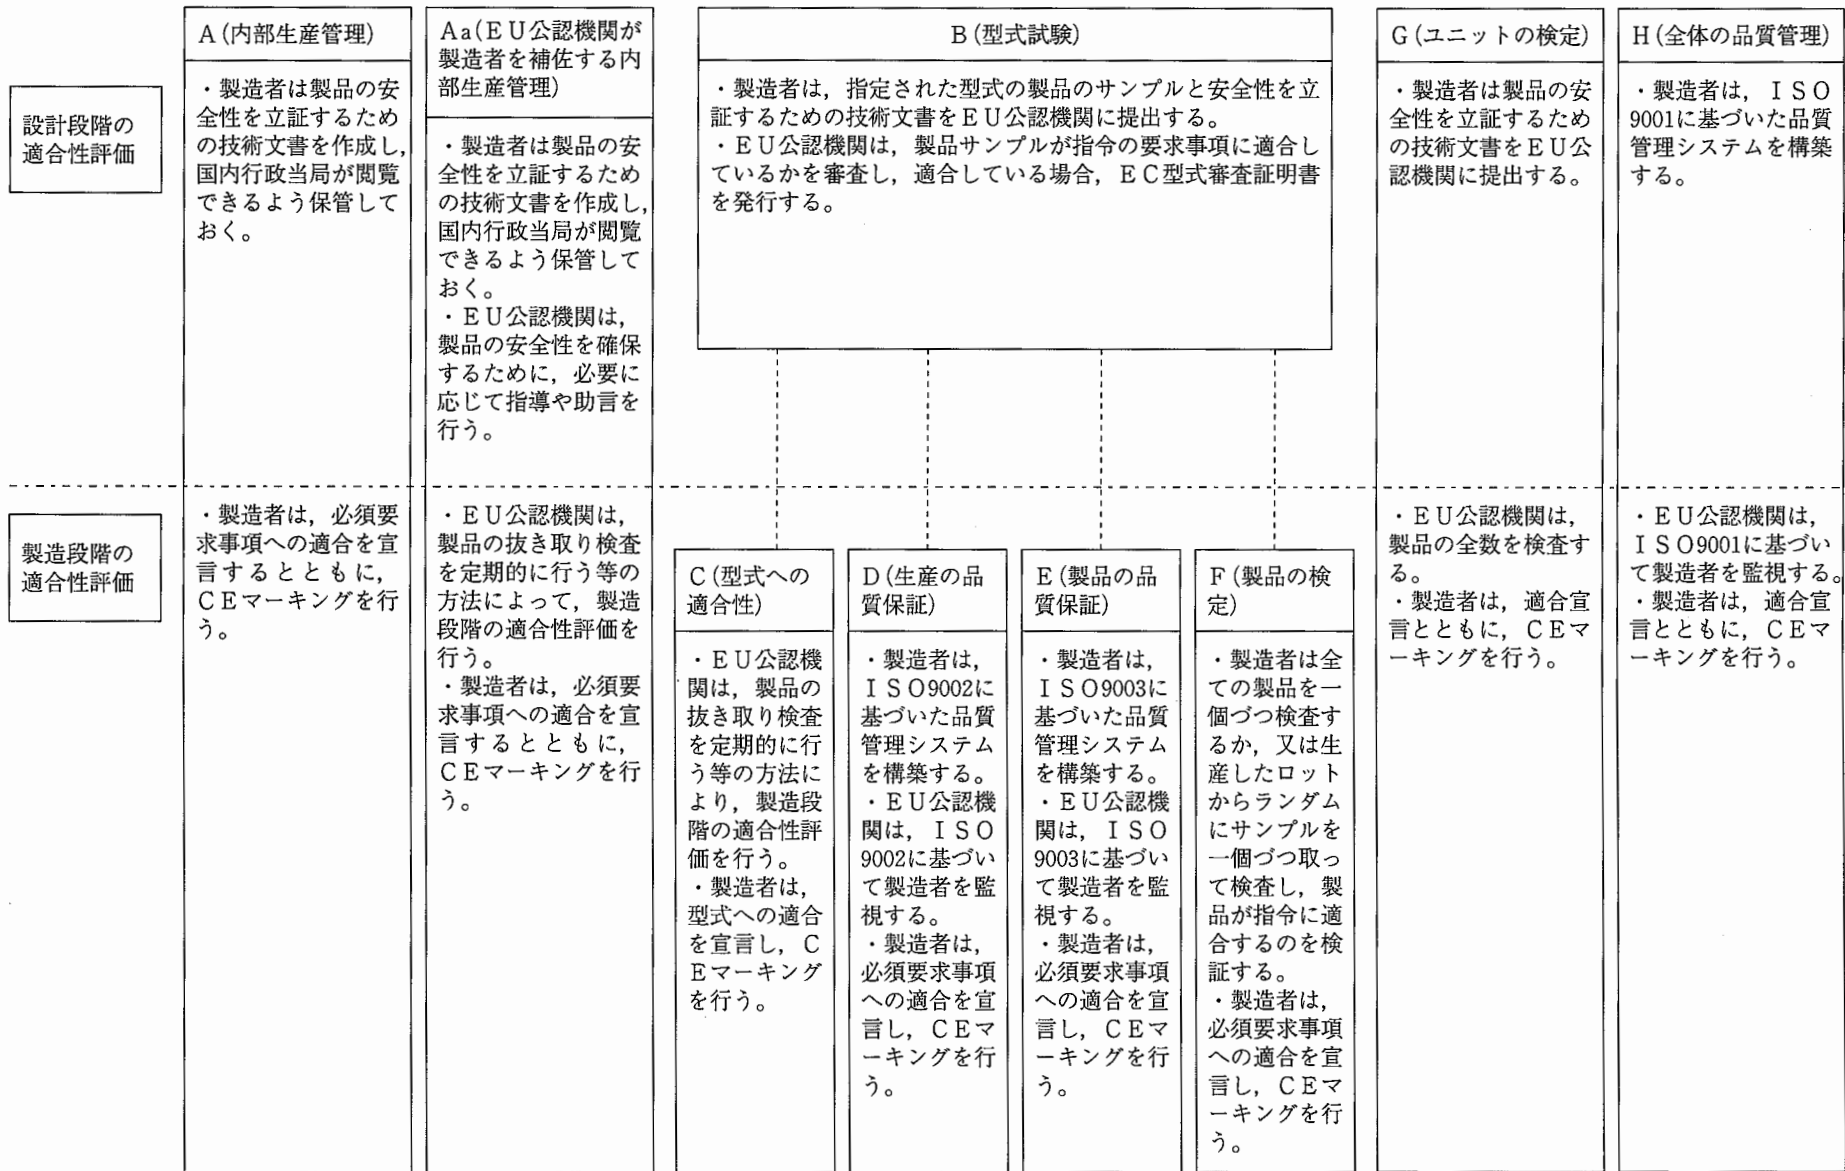 設計段階の
適合性評価
A(内部生産管理)
・製造者は製品の安
全性を立証するため
の技術文書を作成し,
国内行政当局が閲覧
できるよう保管して
おく。
Aa(EU公認機関が
製造者を補佐する内
部生産管理)
・製造者は製品の安
全性を立証するため
の技術文書を作成し,
国内行政当局が閲覧
できるよう保管して
おく。
・EU公認機関は,
製品の安全性を確保
するために,必要に
応じて指導や助言を
行う。
B(型式試験)
・製造者は,指定された型式の製品のサンプルと安全性を立
証するための技術文書をEU公認機関に提出する。
・EU公認機関は,製品サンプルが指令の要求事項に適合し
ているかを審査し,適合している場合,EC型式審査証明書
を発行する。
G(ユニットの検定)
・製造者は製品の安
全性を立証するため
の技術文書をEU公
認機関に提出する。
H(全体の品質管理)
・製造者は,ISO
9001に基づいた品質
管理システムを構築
する。
製造段階の
適合性評価
・製造者は,必須要
求事項への適合を宣
言するとともに,
CEマーキングを行
う。
・EU公認機関は,
製品の抜き取り検査
を定期的に行う等の
方法によって,製造
段階の適合性評価を
行う。
・製造者は,必須要
求事項への適合を宣
言するとともに,
CEマーキングを行
う。
C(型式への
適合性)
・EU公認機
関は,製品の
抜き取り検査
を定期的に行
う等の方法に
より,製造段
階の適合性評
価を行う。
・製造者は,
型式への適合
を宣言し,C
Eマーキング
を行う。
D(生産の品
質保証)
・製造者は,
ISO9002に
基づいた品質
管理システム
を構築する。
・EU公認機
関は,ISO
9002に基づい
て製造者を監
視する。
・製造者は,
必須要求事項
への適合を宣
言し,CEマ
ーキングを行
う。
E(製品の品
質保証)
・製造者は,
ISO9003に
基づいた品質
管理システム
を構築する。
・EU公認機
関は,ISO
9003に基づい
て製造者を監
視する。
・製造者は,
必須要求事項
への適合を宣
言し,CEマ
ーキングを行
う。
F(製品の検
定)
・製造者は全
ての製品を一
個づつ検査す
るか,又は生
産したロット
からランダム
にサンプルを
一個づつ取っ
て検査し,製
品が指令に適
合するのを検
証する。
・製造者は,
必須要求事項
への適合を宣
言し,CEマ
ーキングを行
う。
・EU公認機関は,
製品の全数を検査す
る。
・製造者は,適合宣
言とともに,CEマ
ーキングを行う。
・EU公認機関は,
ISO9001に基づい
て製造者を監視する。
・製造者は,適合宣
言とともに,CEマ
ーキングを行う。